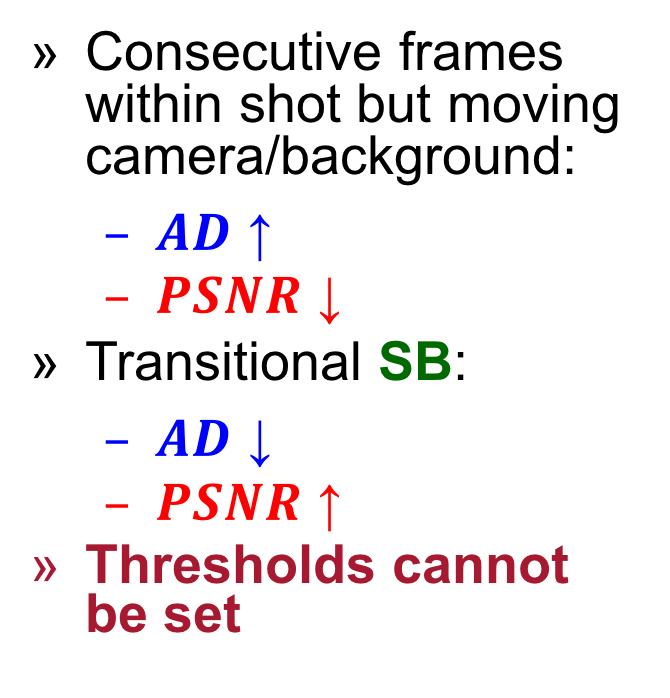 » Consecutive frames
within shot but moving
camera/background:
– AD ↑
– PSNR ↓
» Transitional SB:
– AD ↓
– PSNR ↑
» Thresholds cannot
be set